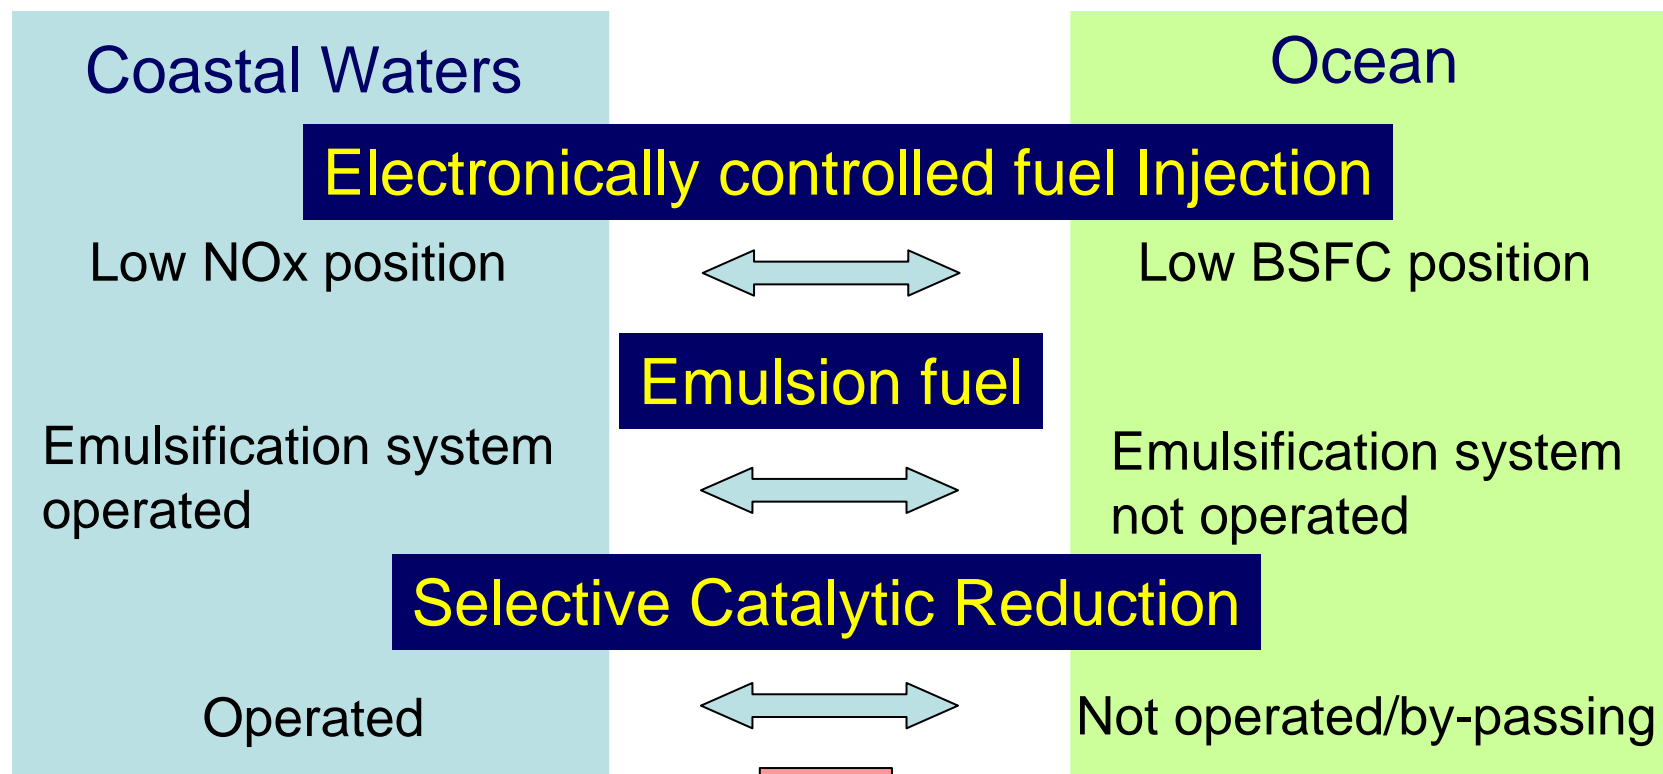 Coastal Waters
Ocean
Electronically controlled fuel Injection
Low NOx position
Low BSFC position
Emulsion fuel
Emulsification system
operated
Emulsification system
not operated
Selective Catalytic Reduction
Operated
Not operated/by-passing